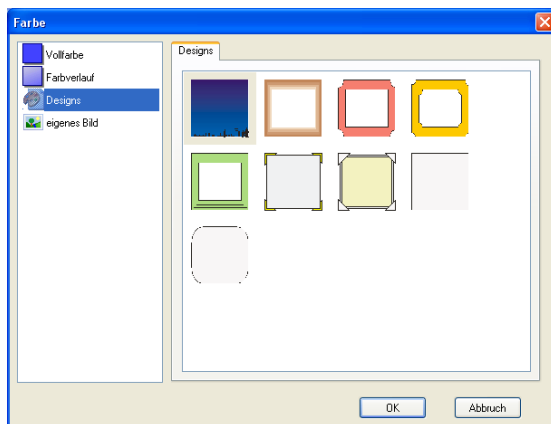 Farbe
Vollfarbe
Farbverlauf
Designs
eigenes Bild
Designs
OK
Abbruch